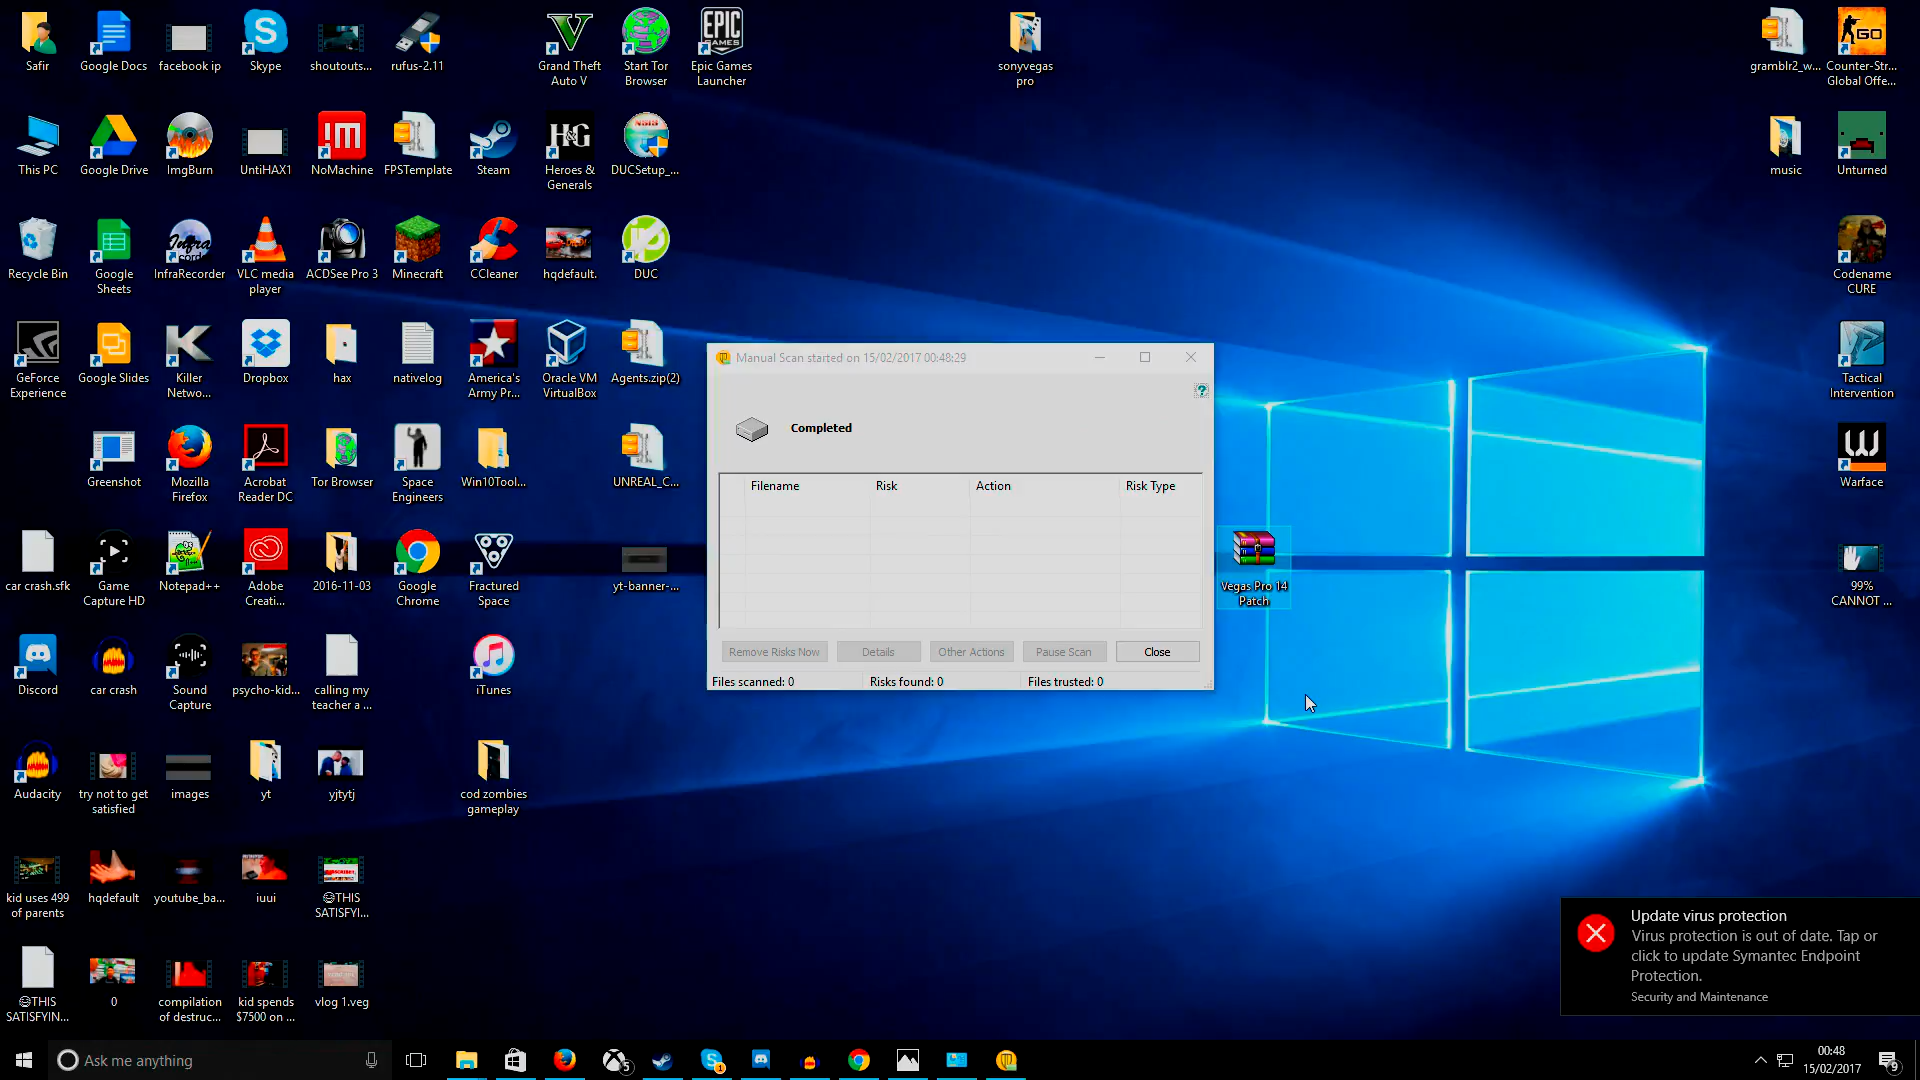 Safir
Google Docs
facebook ip
Skype
shoutouts...
rufus-2.11
Grand Theft
Auto V
Start Tor
Browser
EPIC
GAMES
Epic Games
Launcher
sonyvegas
pro
gramblr2_w...
GO
Counter-Str...
Global Offe...
This PC
Google Drive
ImgBurn
UntiHAX1
!M
NoMachine
FPSTemplate
Steam
H&G
Heroes &
Generals
DUCSetup_...
music
Unturned
Recycle Bin
Google
Sheets
InfraRecorder
VLC media
player
ACDSee Pro 3
Minecraft
CCleaner
hqdefault.
DUC
Codename
CURE
GeForce
Experience
Google Slides
Killer
Netwo...
Dropbox
hax
nativelog
America's
Army Pr...
Oracle VM
VirtualBox
Agents.zip(2)
Tactical
Intervention
Greenshot
Mozilla
Firefox
Acrobat
Reader DC
Tor Browser
Space
Engineers
Win10Tool...
UNREAL_C...
Warface
car crash.sfk
Game
Capture HD
Notepad++
Adobe
Creati...
2016-11-03
Google
Chrome
Fractured
Space
yt-banner-...
Vegas Pro 14
Patch
99%
CANNOT ...
Discord
car crash
Sound
Capture
psycho-kid...
calling my
teacher a ...
iTunes
Audacity
try not to get
satisfied
images
yt
yjtytj
cod zombies
gameplay
kid uses 499
of parents
hqdefault
youtube_ba...
iuui
😂THIS
SATISFYI...
😂THIS
SATISFYIN...
0
compilation
of destruc...
kid spends
$7500 on ...
vlog 1.veg
Manual Scan started on 15/02/2017 00:48:29
?
Completed
Filename Risk Action Risk Type
Remove Risks Now Details Other Actions Pause Scan Close
Files scanned: 0 Risks found: 0 Files trusted: 0
Update virus protection
Virus protection is out of date. Tap or
click to update Symantec Endpoint
Protection.
Security and Maintenance
Ask me anything
5
1
00:48
15/02/2017
9